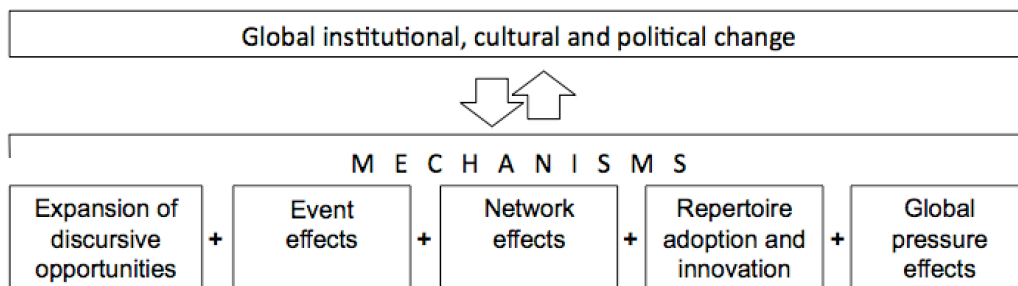 Global institutional, cultural and political change
M E C H A N I S M S
Expansion of
discursive
opportunities
+
Event
effects
+
Network
effects
+
Repertoire
adoption and
innovation
+
Global
pressure
effects